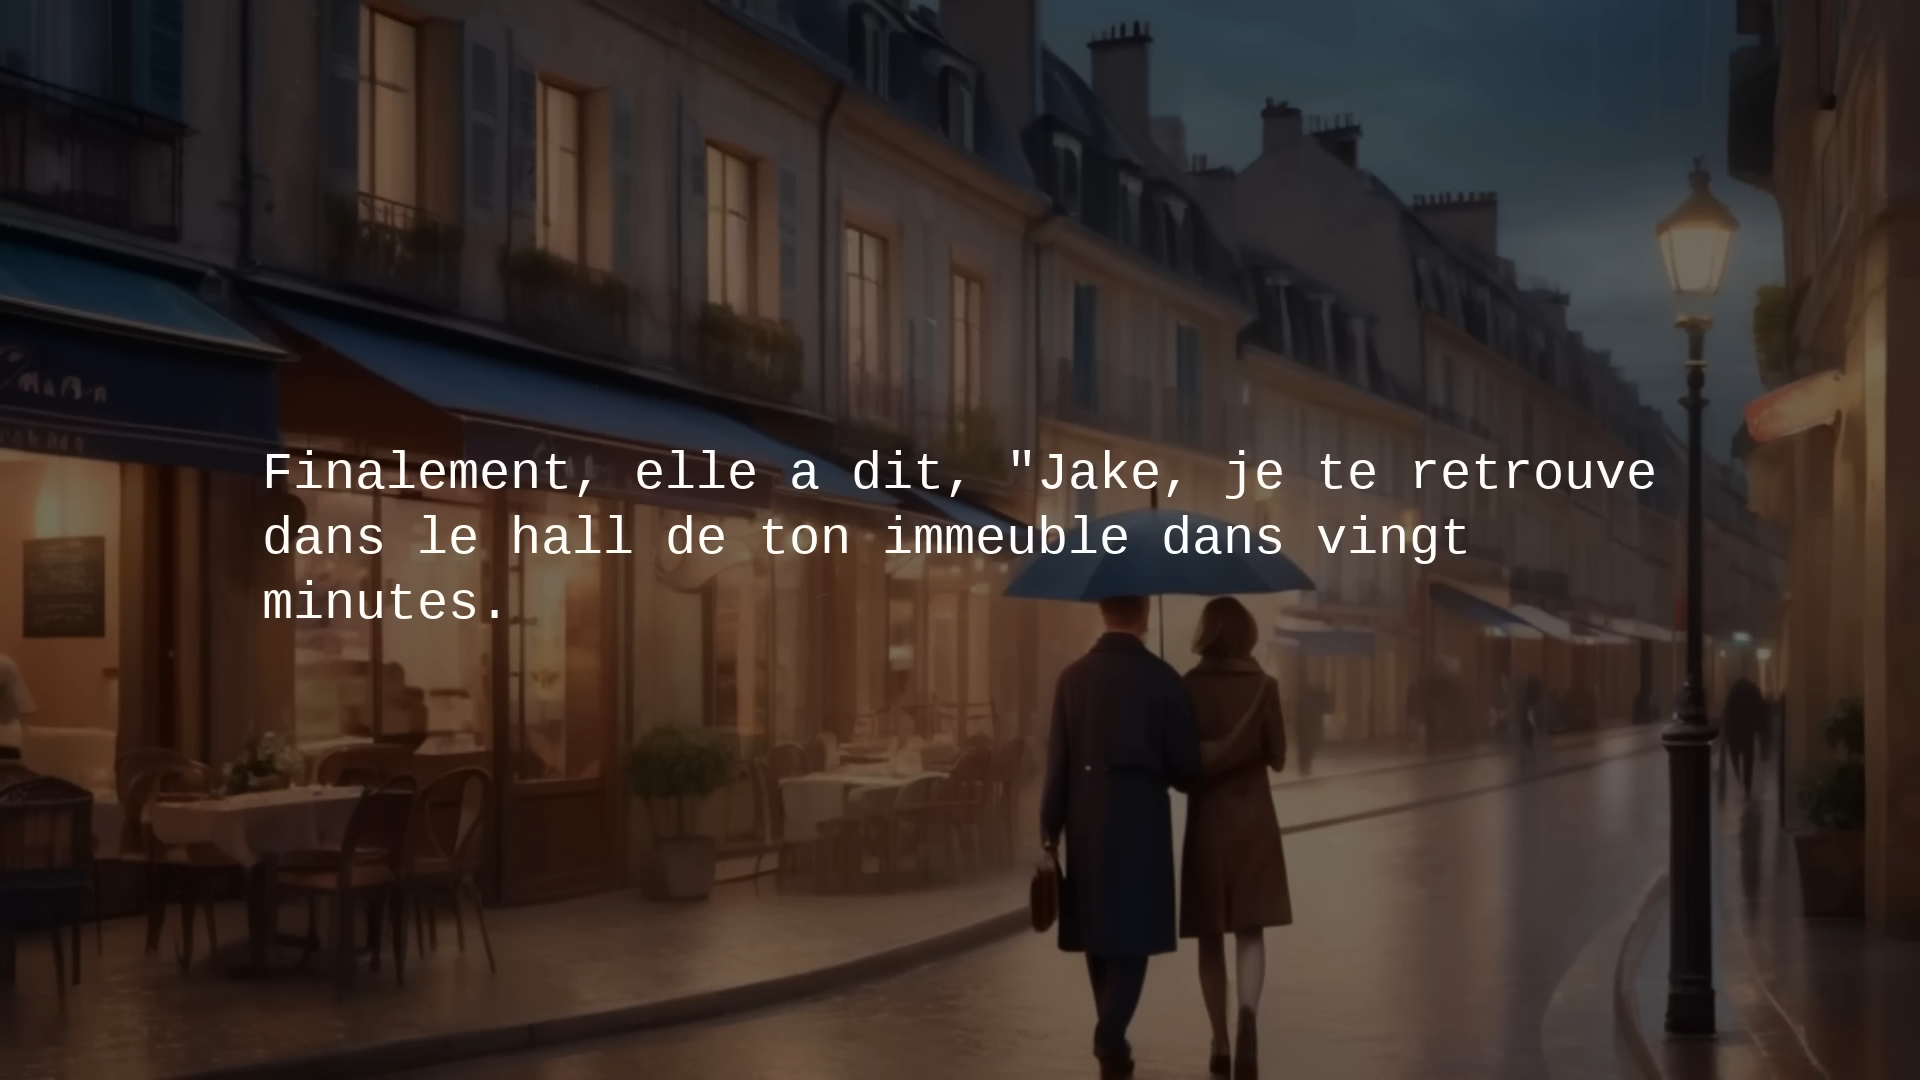 Finalement, elle a dit, "Jake, je te retrouve
dans le hall de ton immeuble dans vingt
minutes.